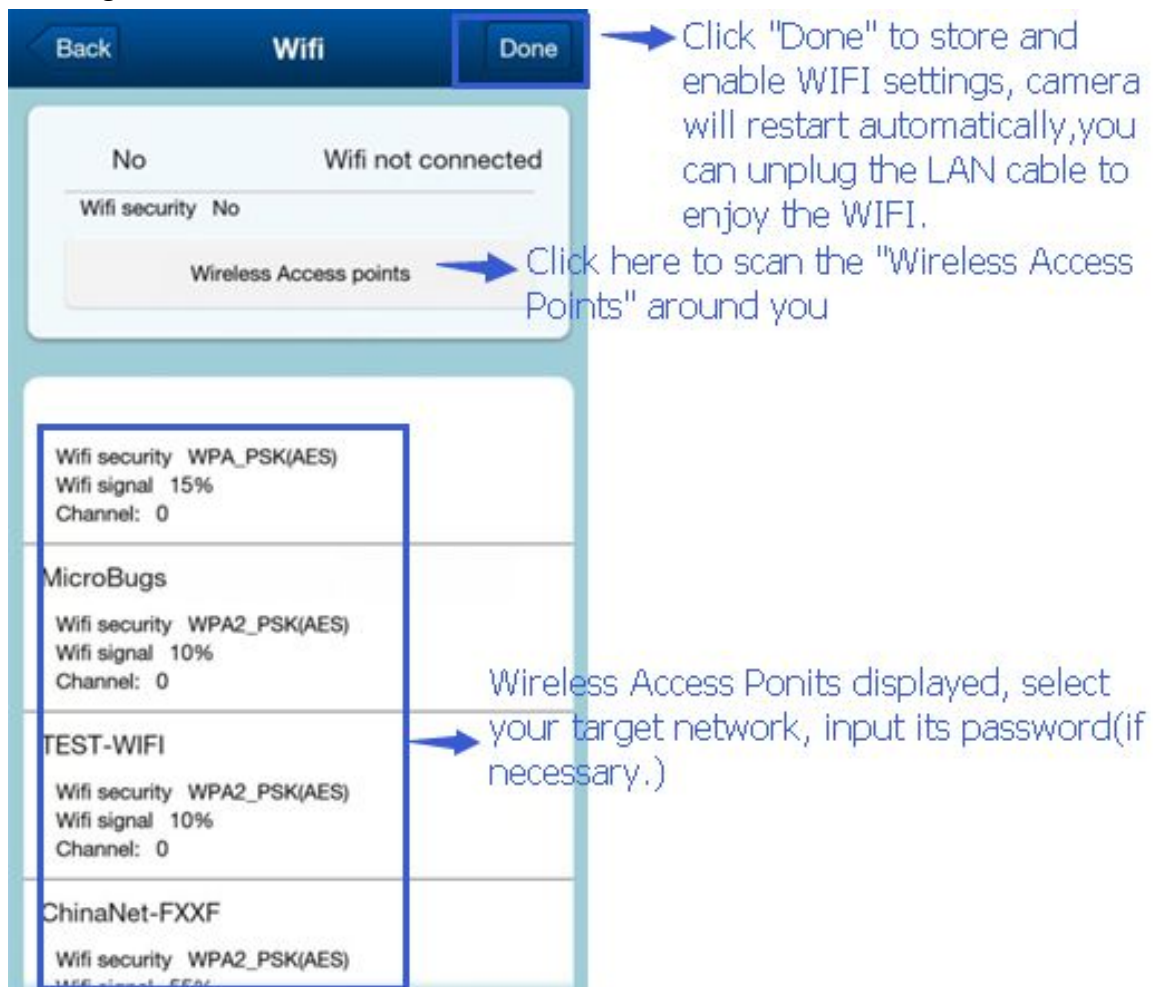 Back
Wifi
Done
Click "Done" to store and
enable WIFI settings, camera
will restart automatically,you
can unplug the LAN cable to
enjoy the WIFI.
No
Wifi not connected
Wifi security No
Wireless Access points
Click here to scan the "Wireless Access
Points" around you
Wifi security WPA_PSK(AES)
Wifi signal 15%
Channel: 0
MicroBugs
Wifi security WPA2_PSK(AES)
Wifi signal 10%
Channel: 0
Wireless Access Ponits displayed, select
your target network, input its password(if
necessary.)
TEST-WIFI
Wifi security WPA2_PSK(AES)
Wifi signal 10%
Channel: 0
ChinaNet-FXXF
Wifi security WPA2_PSK(AES)
Wifi signal 55%